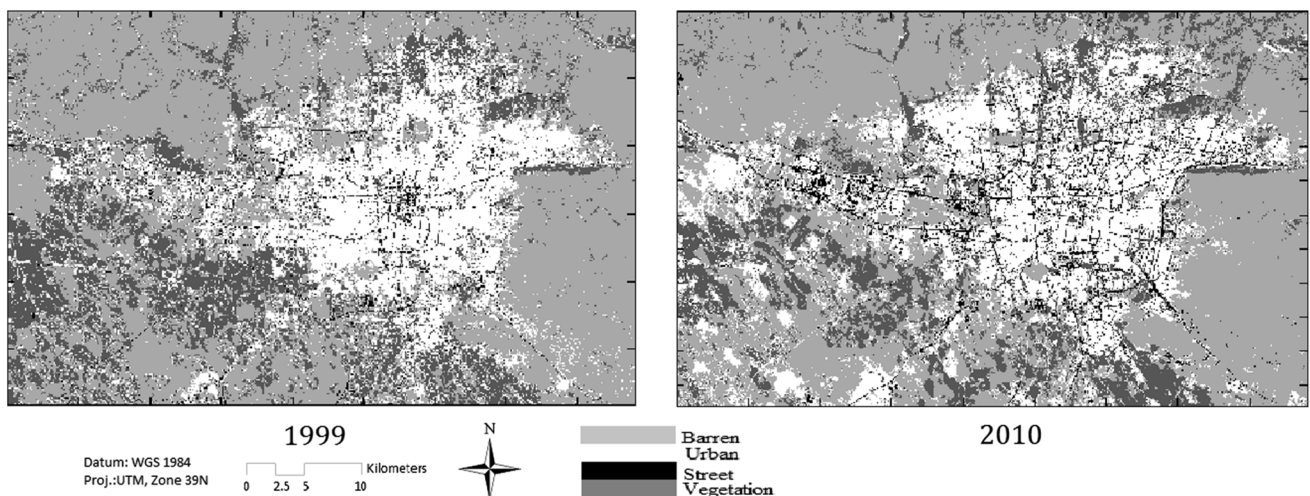 1999
2010
N
Datum: WGS 1984
Proj.:UTM, Zone 39N
Kilometers
0 2.5 5 10
Barren
Urban
Street
Vegetation